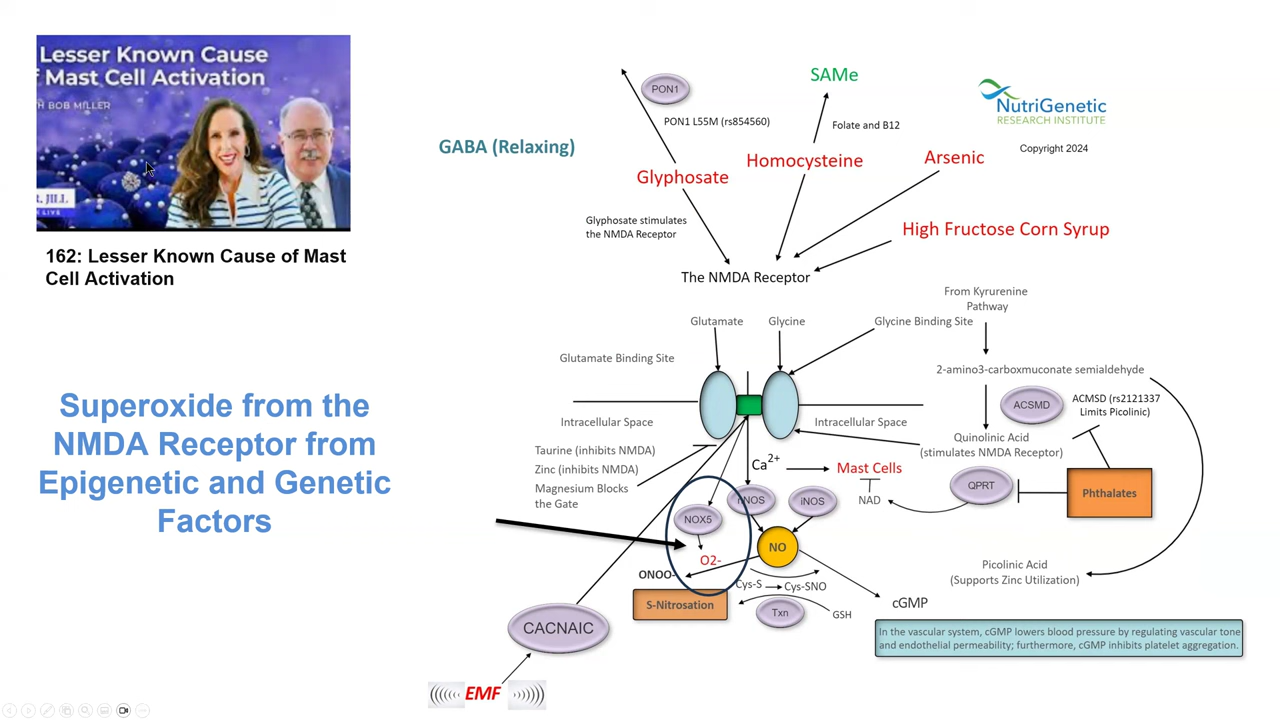 Lesser Known Cause
f Mast Cell Activation
H BOB MILLER
R. JILL
LIVE
162: Lesser Known Cause of Mast
Cell Activation
Superoxide from the
NMDA Receptor from
Epigenetic and Genetic
Factors
GABA (Relaxing)
PON1
PON1 L55M (rs854560)
SAMe
Folate and B12
Glyphosate
Homocysteine
Arsenic
NutriGenetic
RESEARCH INSTITUTE
Copyright 2024
Glyphosate stimulates
the NMDA Receptor
High Fructose Corn Syrup
The NMDA Receptor
From Kyrurenine
Pathway
Glutamate
Glycine
Glycine Binding Site
Glutamate Binding Site
2-amino3-carboxmuconate semialdehyde
ACSMD
ACMSD (rs2121337
Limits Picolinic)
Intracellular Space
Intracellular Space
Quinolinic Acid
(stimulates NMDA Receptor)
Taurine (inhibits NMDA)
Zinc (inhibits NMDA)
Magnesium Blocks
the Gate
Ca2+
Mast Cells
NAD
QPRT
Phthalates
nNOS
iNOS
NOX5
O2-
NO
ONOO-
Cys-S
Cys-SNO
S-Nitrosation
Txn
GSH
cGMP
Picolinic Acid
(Supports Zinc Utilization)
CACNAIC
In the vascular system, cGMP lowers blood pressure by regulating vascular tone
and endothelial permeability; furthermore, cGMP inhibits platelet aggregation.
EMF